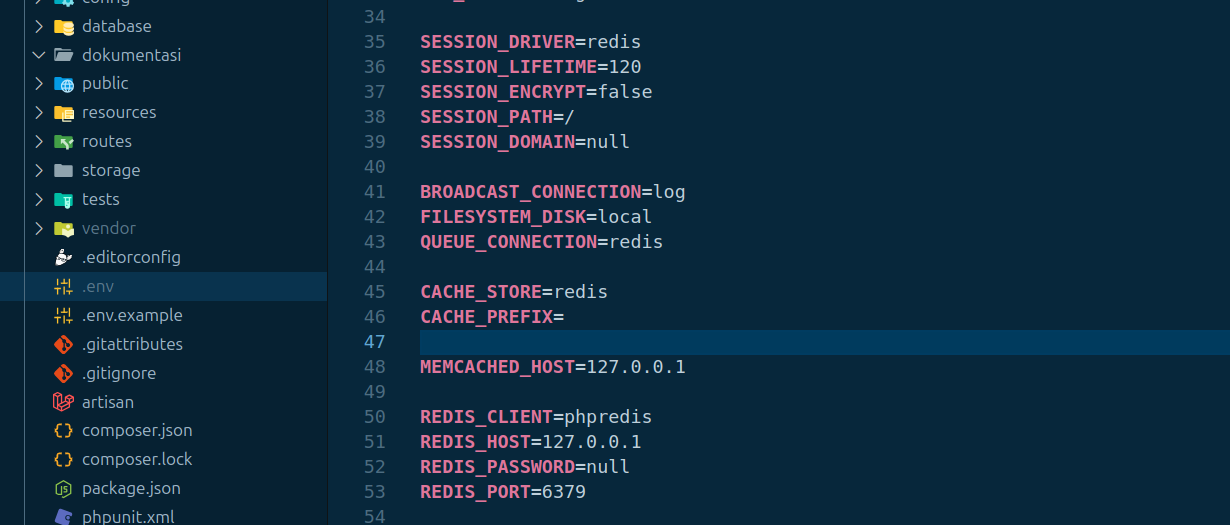 config
database
dokumentasi
public
resources
routes
storage
tests
vendor
.editorconfig
.env
.env.example
.gitattributes
.gitignore
artisan
composer.json
composer.lock
package.json
phpunit.xml
34
35 SESSION_DRIVER=redis
36 SESSION_LIFETIME=120
37 SESSION_ENCRYPT=false
38 SESSION_PATH=/
39 SESSION_DOMAIN=null
40
41 BROADCAST_CONNECTION=log
42 FILESYSTEM_DISK=local
43 QUEUE_CONNECTION=redis
44
45 CACHE_STORE=redis
46 CACHE_PREFIX=
47
48 MEMCACHED_HOST=127.0.0.1
49
50 REDIS_CLIENT=phpredis
51 REDIS_HOST=127.0.0.1
52 REDIS_PASSWORD=null
53 REDIS_PORT=6379
54